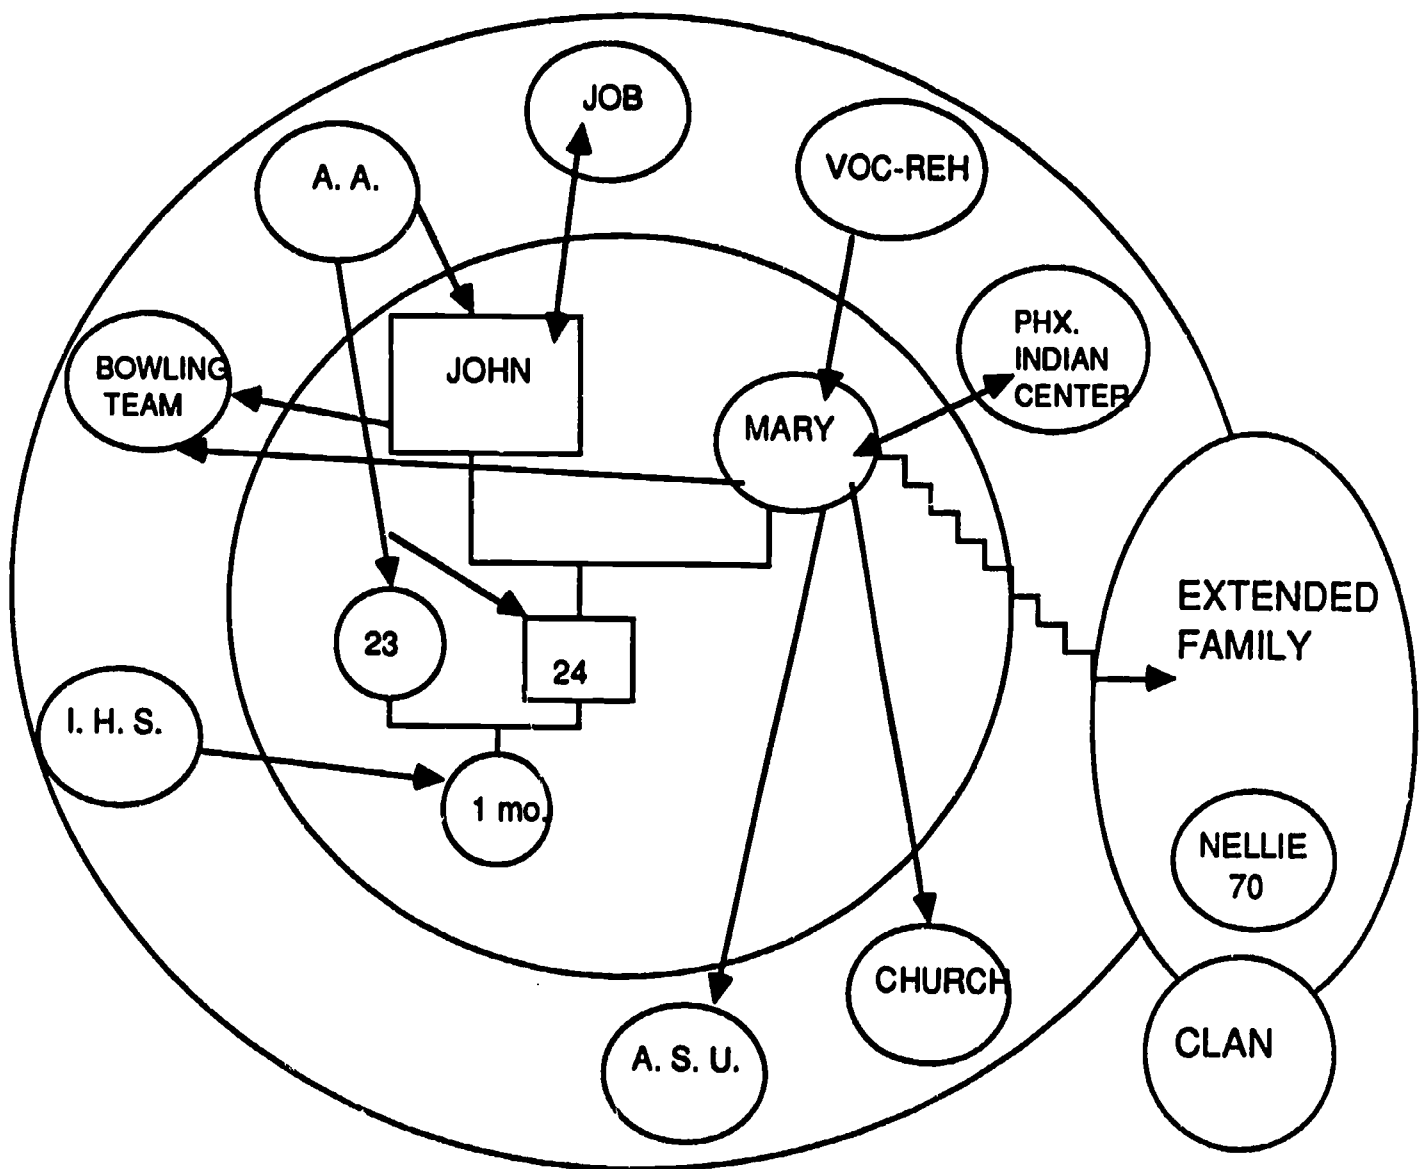 JOB
A. A.
VOC-REH
PHX.
INDIAN
CENTER
BOWLING
TEAM
JOHN
MARY
EXTENDED
FAMILY
23
24
I. H. S.
1 mo.
NELLIE
70
CHURCH
A. S. U.
CLAN